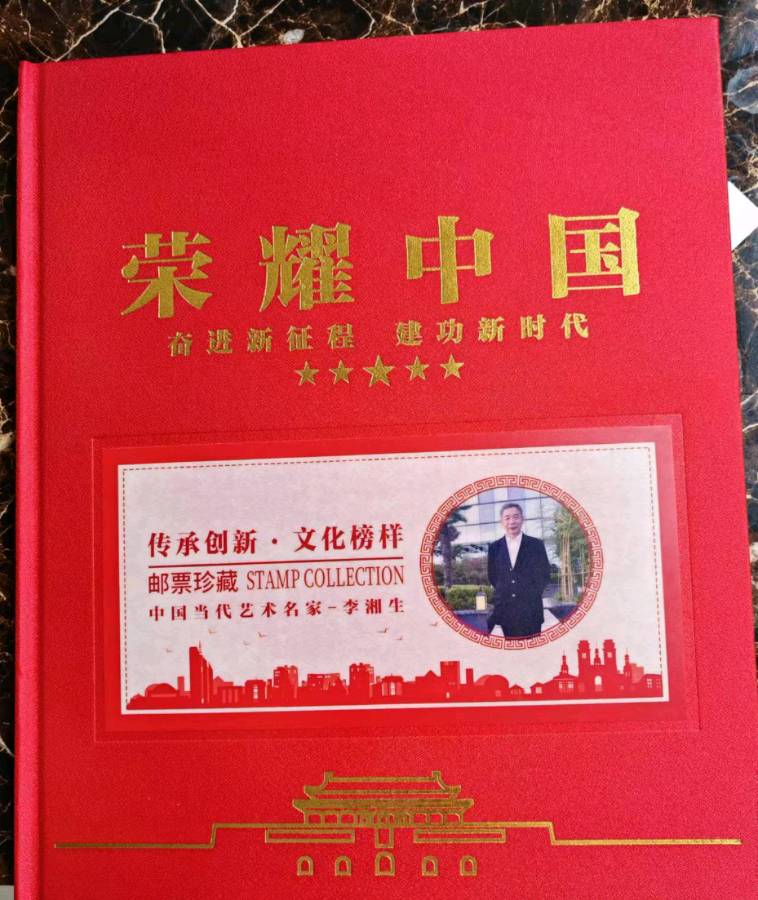 荣耀中国
奋进新征程 建功新时代
传承创新·文化榜样
邮票珍藏 STAMP COLLECTION
中国当代艺术名家-李湘生